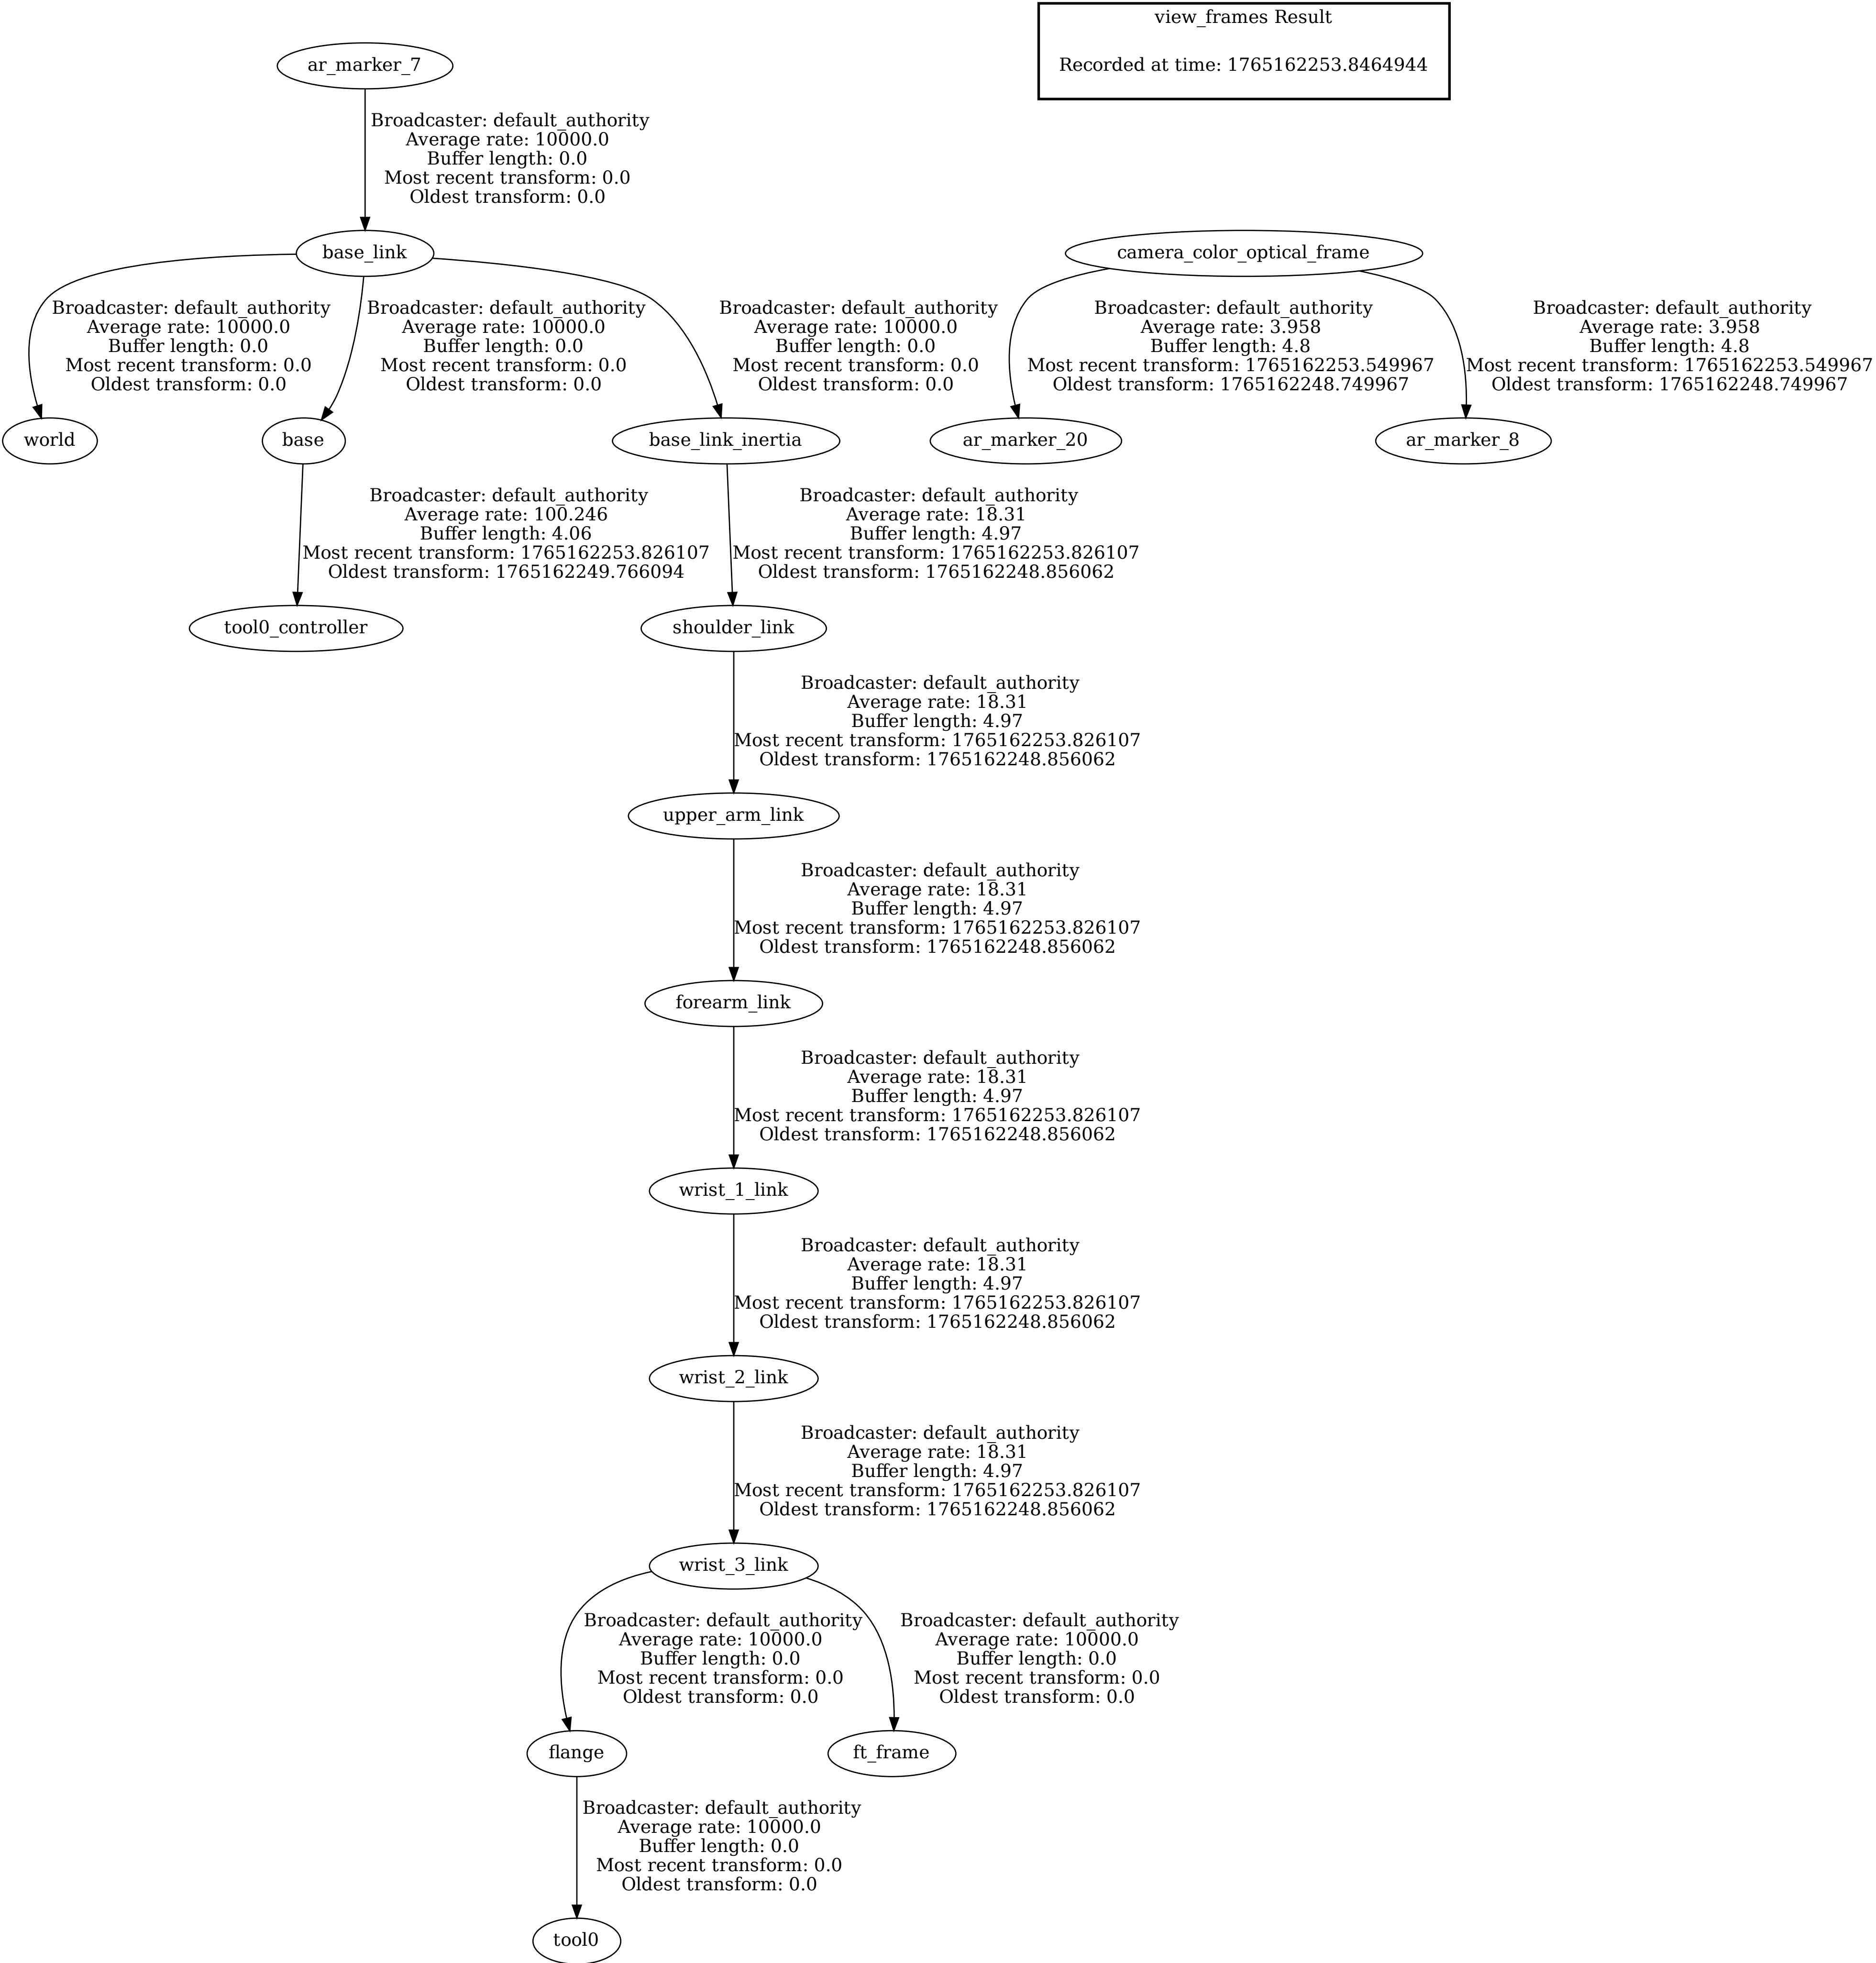 view_frames Result
Recorded at time: 1765162253.8464944
ar_marker_7
Broadcaster: default_authority
Average rate: 10000.0
Buffer length: 0.0
Most recent transform: 0.0
Oldest transform: 0.0
base_link
camera_color_optical_frame
Broadcaster: default_authority
Average rate: 10000.0
Buffer length: 0.0
Most recent transform: 0.0
Oldest transform: 0.0
Broadcaster: default_authority
Average rate: 10000.0
Buffer length: 0.0
Most recent transform: 0.0
Oldest transform: 0.0
Broadcaster: default_authority
Average rate: 10000.0
Buffer length: 0.0
Most recent transform: 0.0
Oldest transform: 0.0
Broadcaster: default_authority
Average rate: 3.958
Buffer length: 4.8
Most recent transform: 1765162253.549967
Oldest transform: 1765162248.749967
Broadcaster: default_authority
Average rate: 3.958
Buffer length: 4.8
Most recent transform: 1765162253.549967
Oldest transform: 1765162248.749967
world
base
base_link_inertia
ar_marker_20
ar_marker_8
Broadcaster: default_authority
Average rate: 100.246
Buffer length: 4.06
Most recent transform: 1765162253.826107
Oldest transform: 1765162249.766094
Broadcaster: default_authority
Average rate: 18.31
Buffer length: 4.97
Most recent transform: 1765162253.826107
Oldest transform: 1765162248.856062
tool0_controller
shoulder_link
Broadcaster: default_authority
Average rate: 18.31
Buffer length: 4.97
Most recent transform: 1765162253.826107
Oldest transform: 1765162248.856062
upper_arm_link
Broadcaster: default_authority
Average rate: 18.31
Buffer length: 4.97
Most recent transform: 1765162253.826107
Oldest transform: 1765162248.856062
forearm_link
Broadcaster: default_authority
Average rate: 18.31
Buffer length: 4.97
Most recent transform: 1765162253.826107
Oldest transform: 1765162248.856062
wrist_1_link
Broadcaster: default_authority
Average rate: 18.31
Buffer length: 4.97
Most recent transform: 1765162253.826107
Oldest transform: 1765162248.856062
wrist_2_link
Broadcaster: default_authority
Average rate: 18.31
Buffer length: 4.97
Most recent transform: 1765162253.826107
Oldest transform: 1765162248.856062
wrist_3_link
Broadcaster: default_authority
Average rate: 10000.0
Buffer length: 0.0
Most recent transform: 0.0
Oldest transform: 0.0
Broadcaster: default_authority
Average rate: 10000.0
Buffer length: 0.0
Most recent transform: 0.0
Oldest transform: 0.0
flange
ft_frame
Broadcaster: default_authority
Average rate: 10000.0
Buffer length: 0.0
Most recent transform: 0.0
Oldest transform: 0.0
tool0